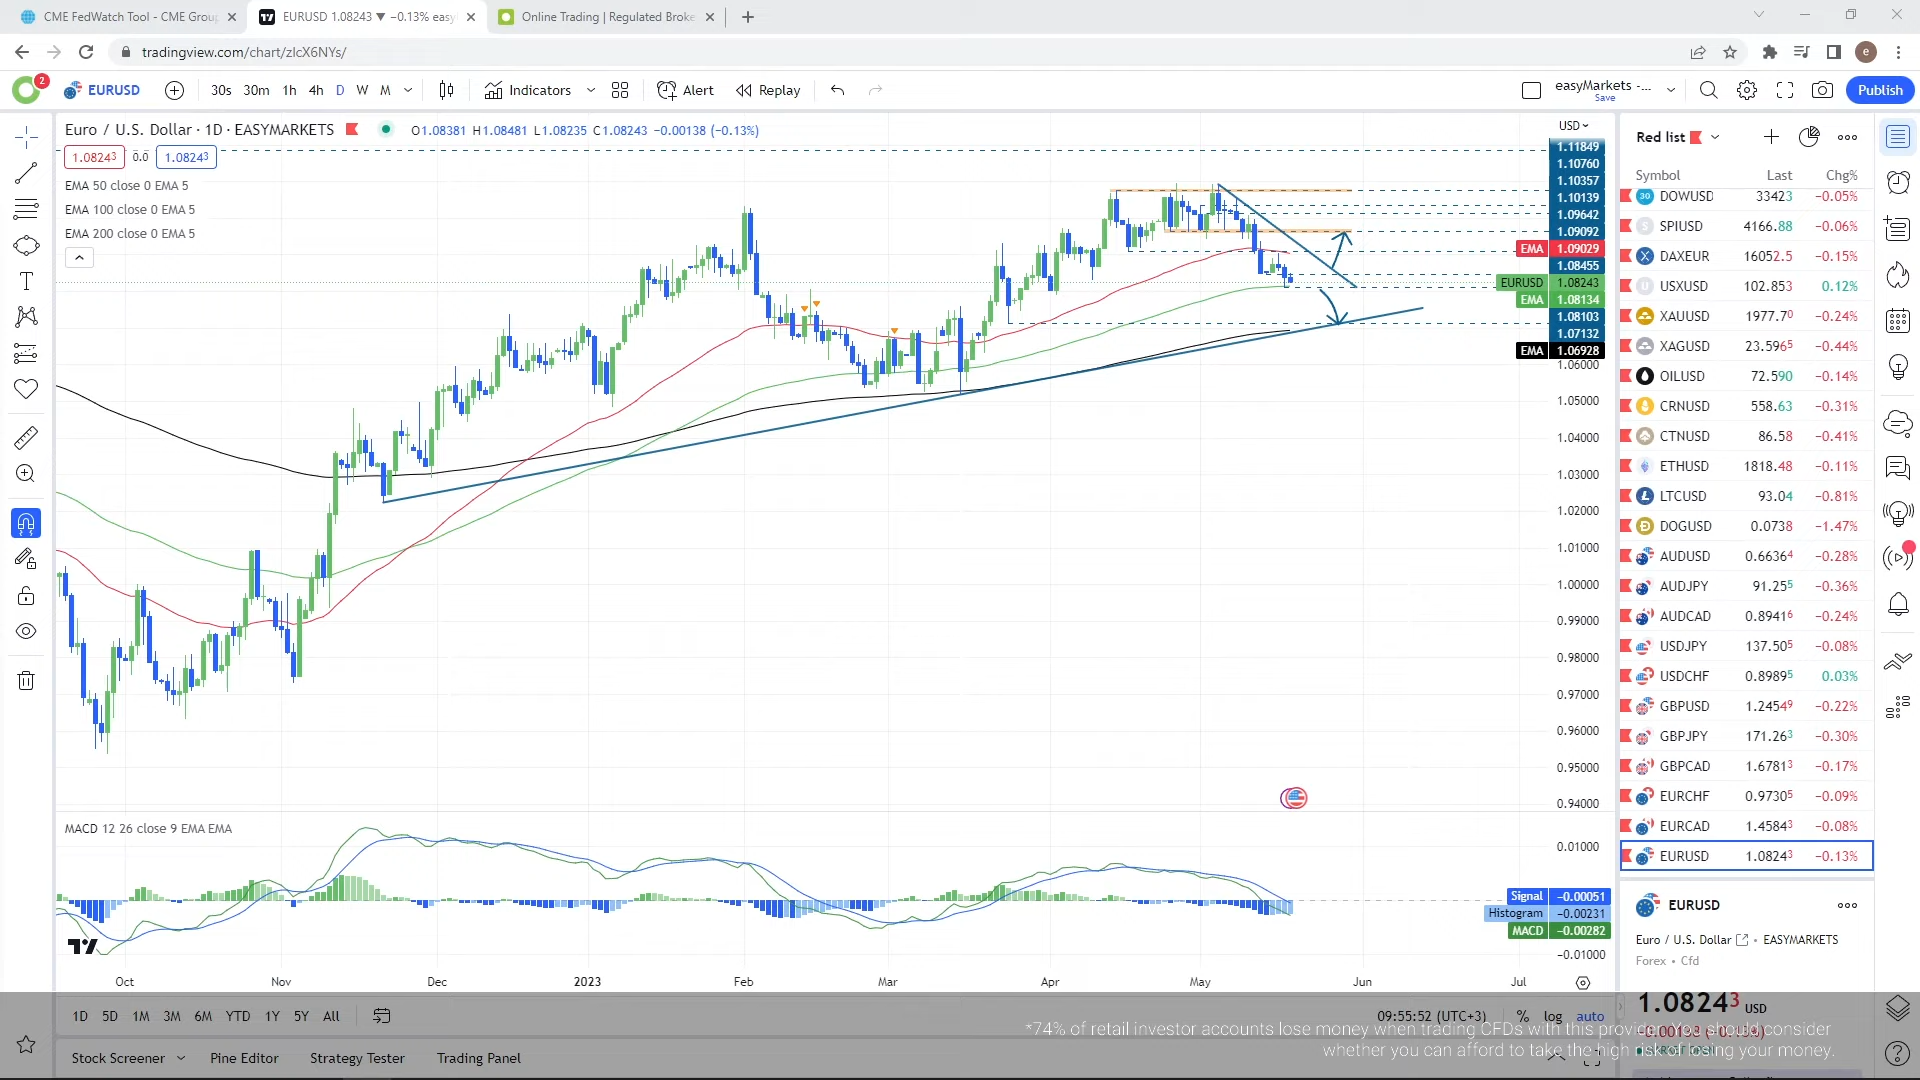 CME FedWatch Tool - CME Group
EURUSD 1.08243 ▼ −0.13% easy
Online Trading | Regulated Broke
tradingview.com/chart/zIcX6NYs/
e
2
EURUSD
30s 30m 1h 4h D W M
Indicators
Alert
Replay
easyMarkets -...
Save
Publish
Euro / U.S. Dollar · 1D · EASYMARKETS
O1.08381 H1.08481 L1.08235 C1.08243 −0.00138 (−0.13%)
1.08243 0.0 1.08243
EMA 50 close 0 EMA 5
EMA 100 close 0 EMA 5
EMA 200 close 0 EMA 5
USD
1.11849
1.10760
1.10357
1.10139
1.09642
1.09092
EMA 1.09029
1.08455
EURUSD 1.08243
EMA 1.08134
1.08103
1.07132
EMA 1.06928
1.06000
1.05000
1.04000
1.03000
1.02000
1.01000
1.00000
0.99000
0.98000
0.97000
0.96000
0.95000
0.94000
MACD 12 26 close 9 EMA EMA
0.01000
Signal −0.00051
Histogram −0.00231
MACD −0.00282
−0.01000
Oct Nov Dec 2023 Feb Mar Apr May Jun Jul
1D 5D 1M 3M 6M YTD 1Y 5Y All
09:55:52 (UTC+3) % log auto
Stock Screener Pine Editor Strategy Tester Trading Panel
Red list
Symbol Last Chg%
30 DOWUSD 33423 −0.05%
S SPIUSD 4166.88 −0.06%
DAXEUR 16052.5 −0.15%
U USXUSD 102.853 0.12%
XAUUSD 1977.70 −0.24%
XAGUSD 23.5965 −0.44%
OILUSD 72.590 −0.14%
CRNUSD 558.63 −0.31%
CTNUSD 86.58 −0.41%
ETHUSD 1818.48 −0.11%
LTCUSD 93.04 −0.81%
DOGUSD 0.0738 −1.47%
AUDUSD 0.66364 −0.28%
AUDJPY 91.255 −0.36%
AUDCAD 0.89416 −0.24%
USDJPY 137.505 −0.08%
USDCHF 0.89895 0.03%
GBPUSD 1.24549 −0.22%
GBPJPY 171.263 −0.30%
GBPCAD 1.67813 −0.17%
EURCHF 0.97305 −0.09%
EURCAD 1.45843 −0.08%
EURUSD 1.08243 −0.13%
EURUSD
Euro / U.S. Dollar • EASYMARKETS
Forex • Cfd
1.08243 USD
−0.00138 (−0.13%)
*74% of retail investor accounts lose money when trading CFDs with this provider. You should consider
whether you can afford to take the high risk of losing your money.